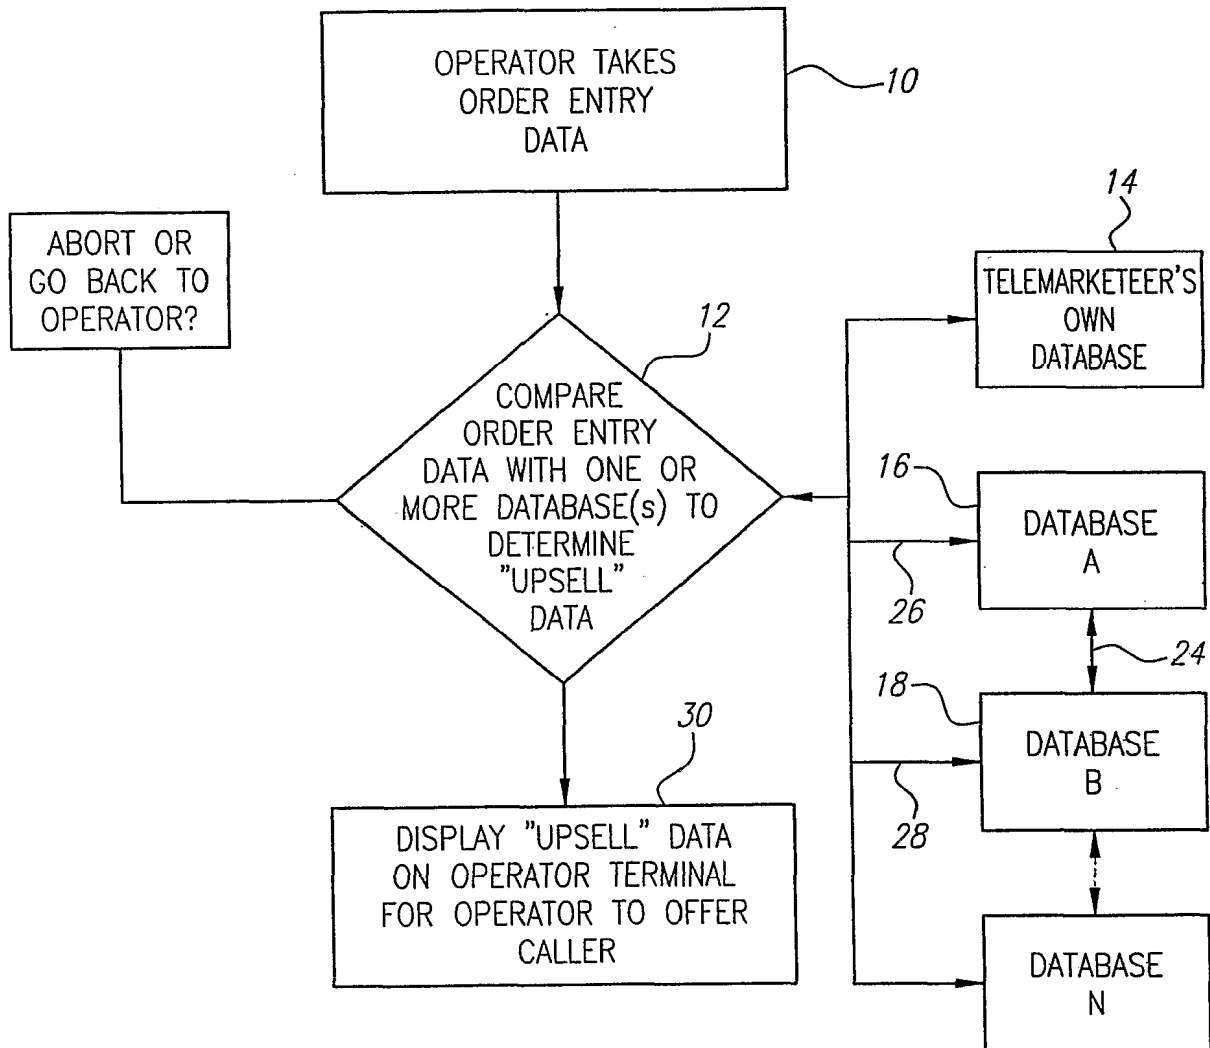 OPERATOR TAKES
ORDER ENTRY
DATA
10
14
ABORT OR
GO BACK TO
OPERATOR?
TELEMARKETEER'S
OWN
DATABASE
12
COMPARE
ORDER ENTRY
DATA WITH ONE OR
MORE DATABASE(s) TO
DETERMINE
"UPSELL"
DATA
16
DATABASE
A
26
24
18
DATABASE
B
28
30
DISPLAY "UPSELL" DATA
ON OPERATOR TERMINAL
FOR OPERATOR TO OFFER
CALLER
DATABASE
N